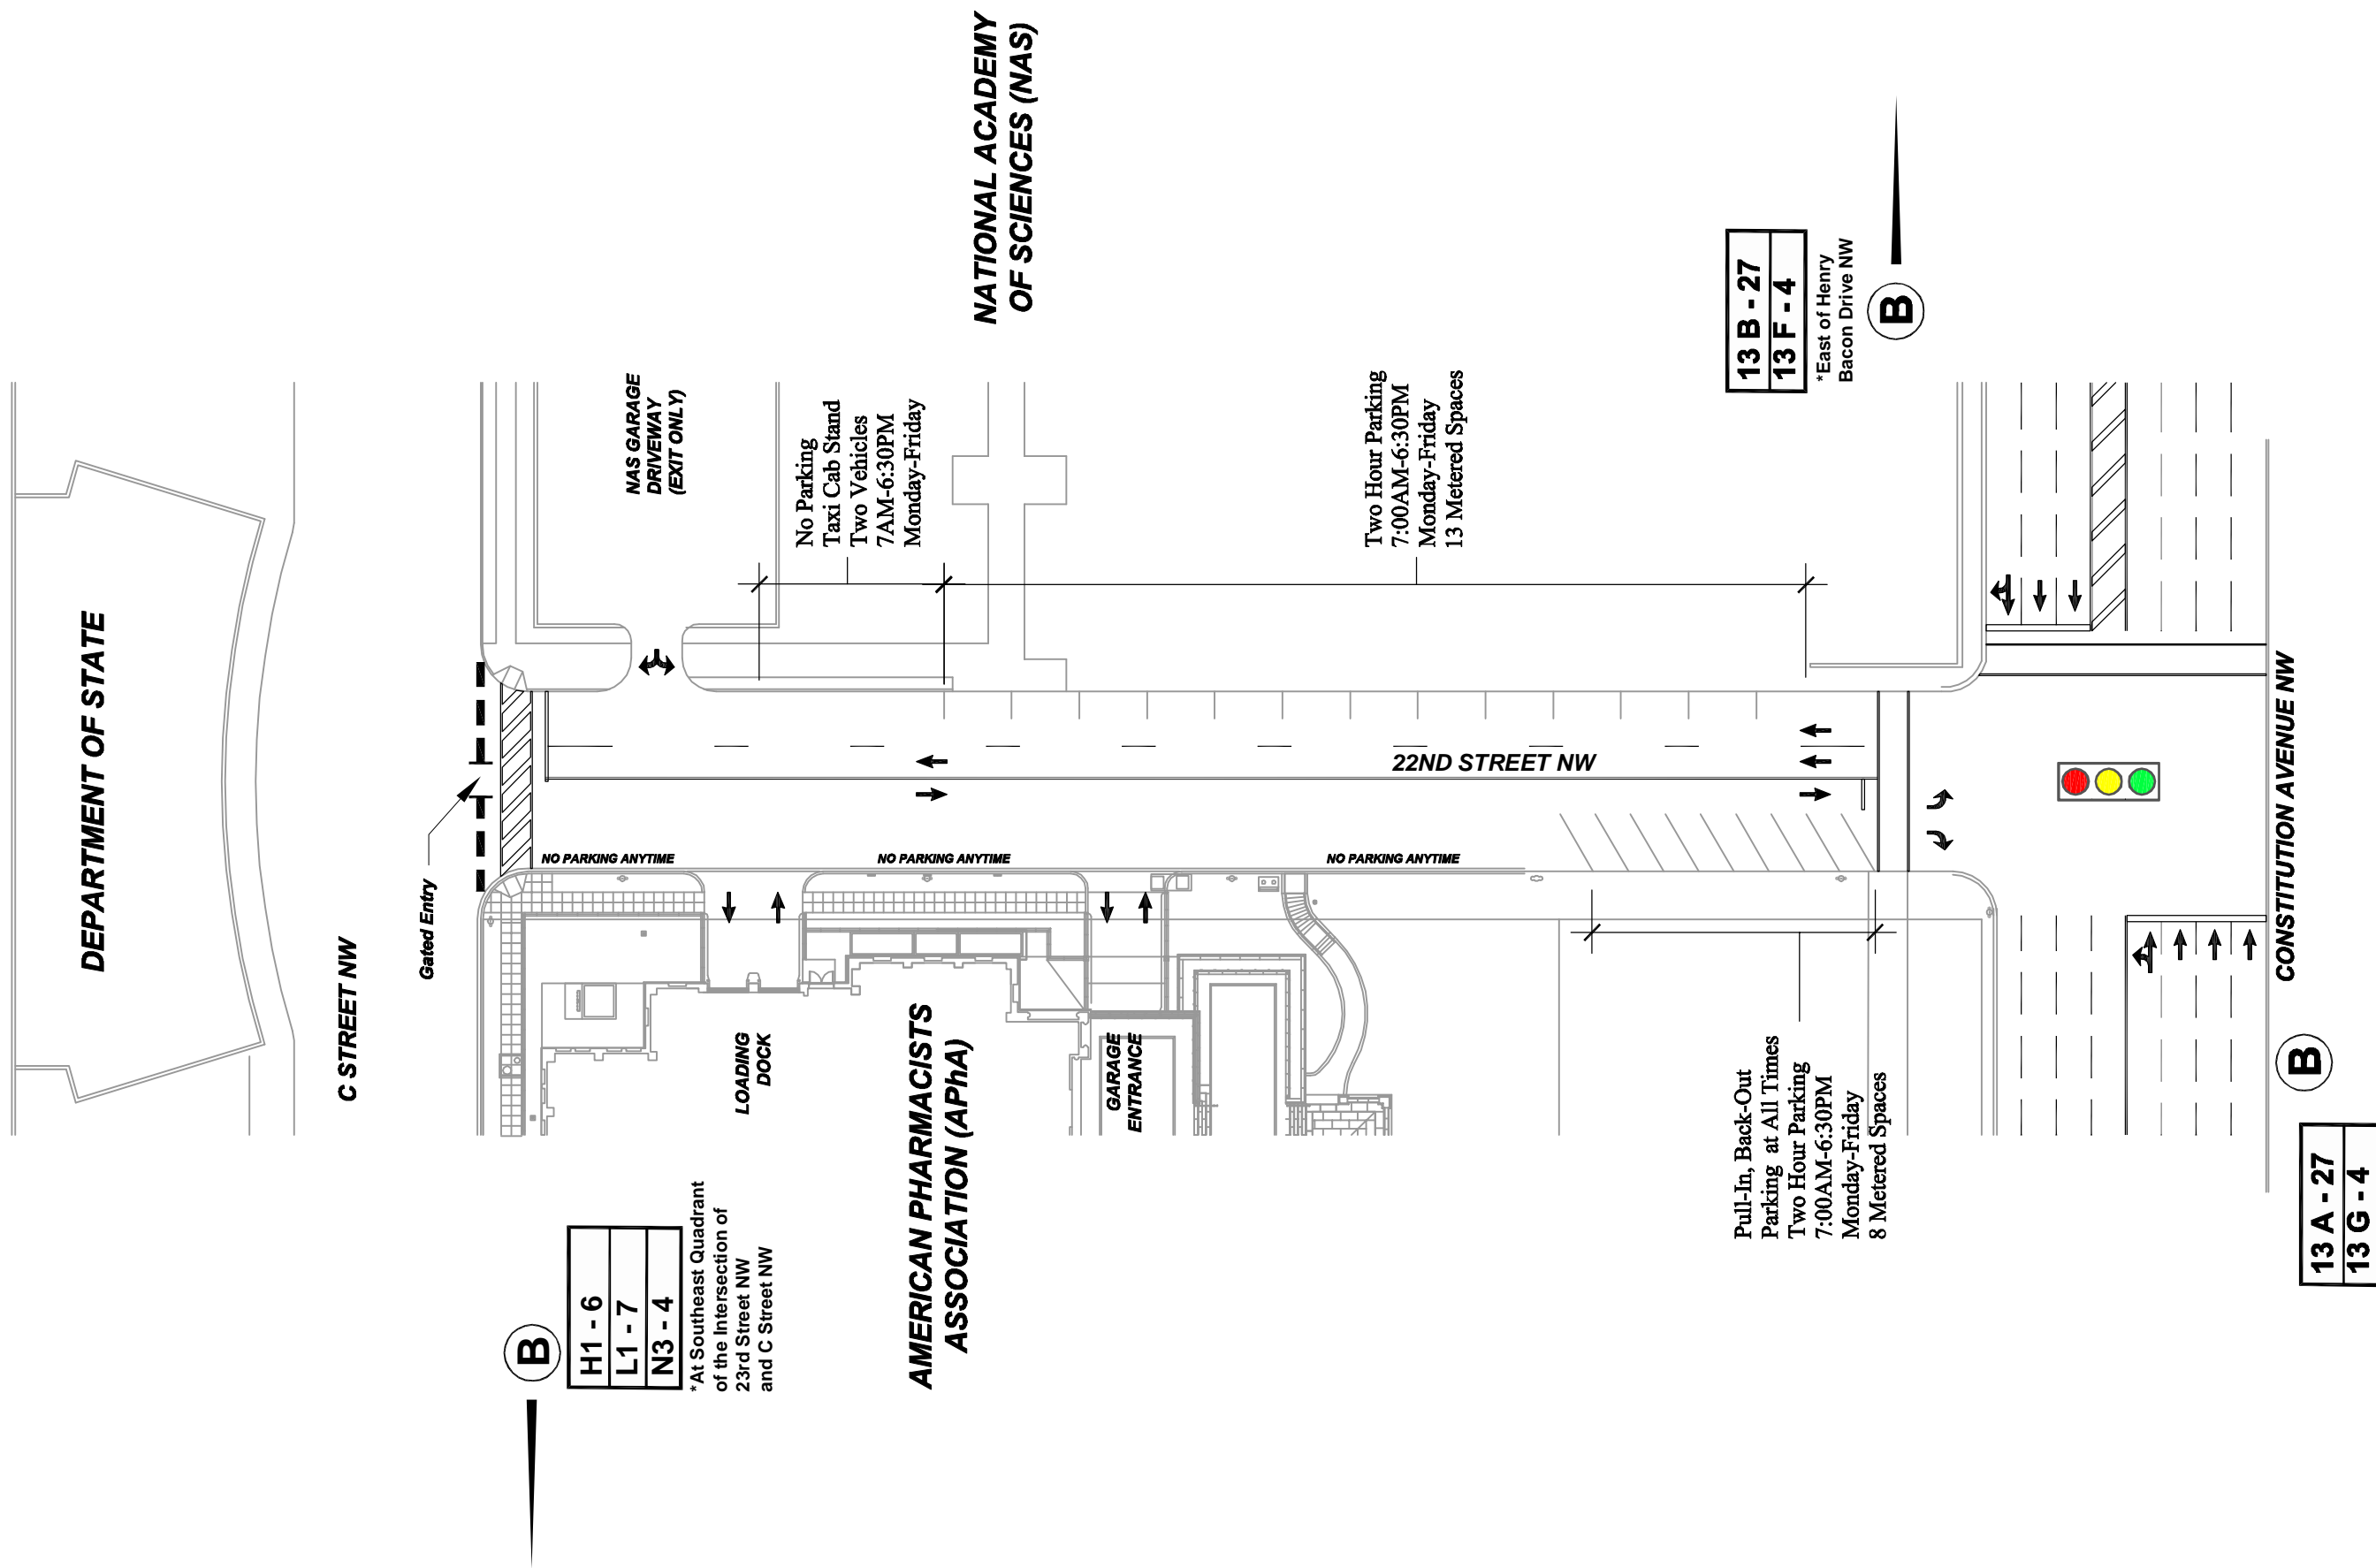 DEPARTMENT OF STATE
C STREET NW
Gated Entry
B
H1 - 6
L1 - 7
N3 - 4
*At Southeast Quadrant
of the Intersection of
23rd Street NW
and C Street NW
NAS GARAGE
DRIVEWAY
(EXIT ONLY)
No Parking
Taxi Cab Stand
Two Vehicles
7AM-6:30PM
Monday-Friday
NATIONAL ACADEMY
OF SCIENCES (NAS)
Two Hour Parking
7:00AM-6:30PM
Monday-Friday
13 Metered Spaces
13 B - 27
13 F - 4
*East of Henry
Bacon Drive NW
B
22ND STREET NW
NO PARKING ANYTIME
NO PARKING ANYTIME
NO PARKING ANYTIME
LOADING
DOCK
AMERICAN PHARMACISTS
ASSOCIATION (APhA)
GARAGE
ENTRANCE
Pull-In, Back-Out
Parking at All Times
Two Hour Parking
7:00AM-6:30PM
Monday-Friday
8 Metered Spaces
CONSTITUTION AVENUE NW
B
13 A - 27
13 G - 4